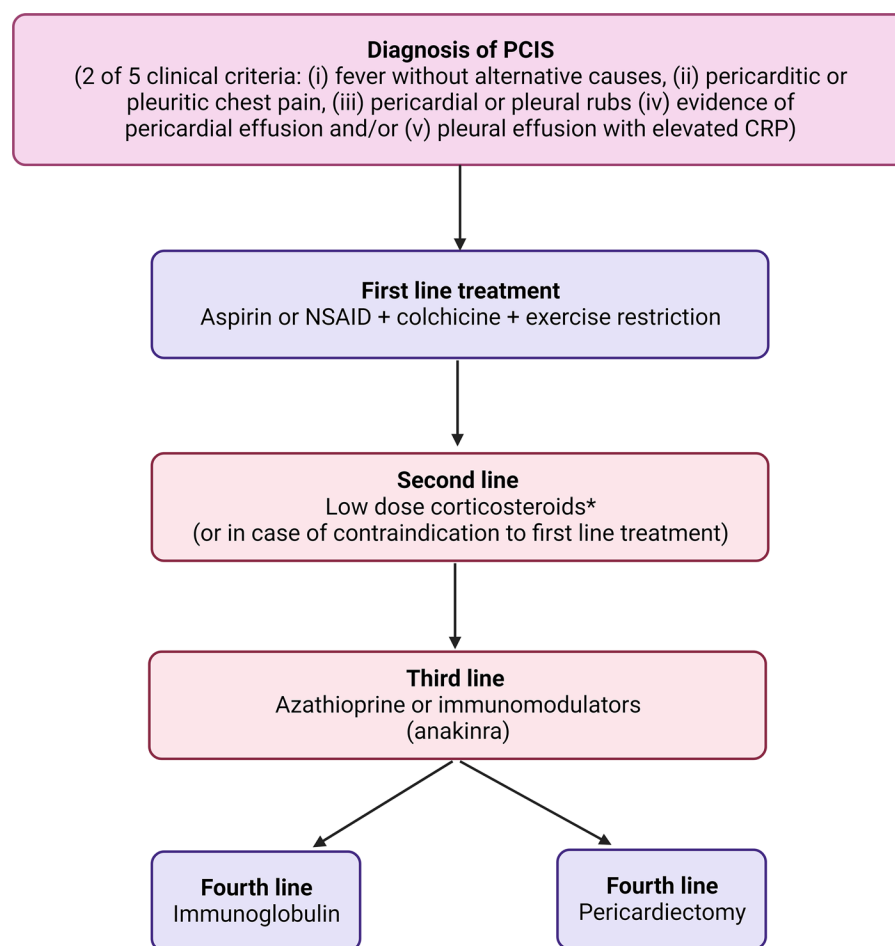 Diagnosis of PCIS
(2 of 5 clinical criteria: (i) fever without alternative causes, (ii) pericarditic or
pleuritic chest pain, (iii) pericardial or pleural rubs (iv) evidence of
pericardial effusion and/or (v) pleural effusion with elevated CRP)
First line treatment
Aspirin or NSAID + colchicine + exercise restriction
Second line
Low dose corticosteroids*
(or in case of contraindication to first line treatment)
Third line
Azathioprine or immunomodulators
(anakinra)
Fourth line
Immunoglobulin
Fourth line
Pericardiectomy